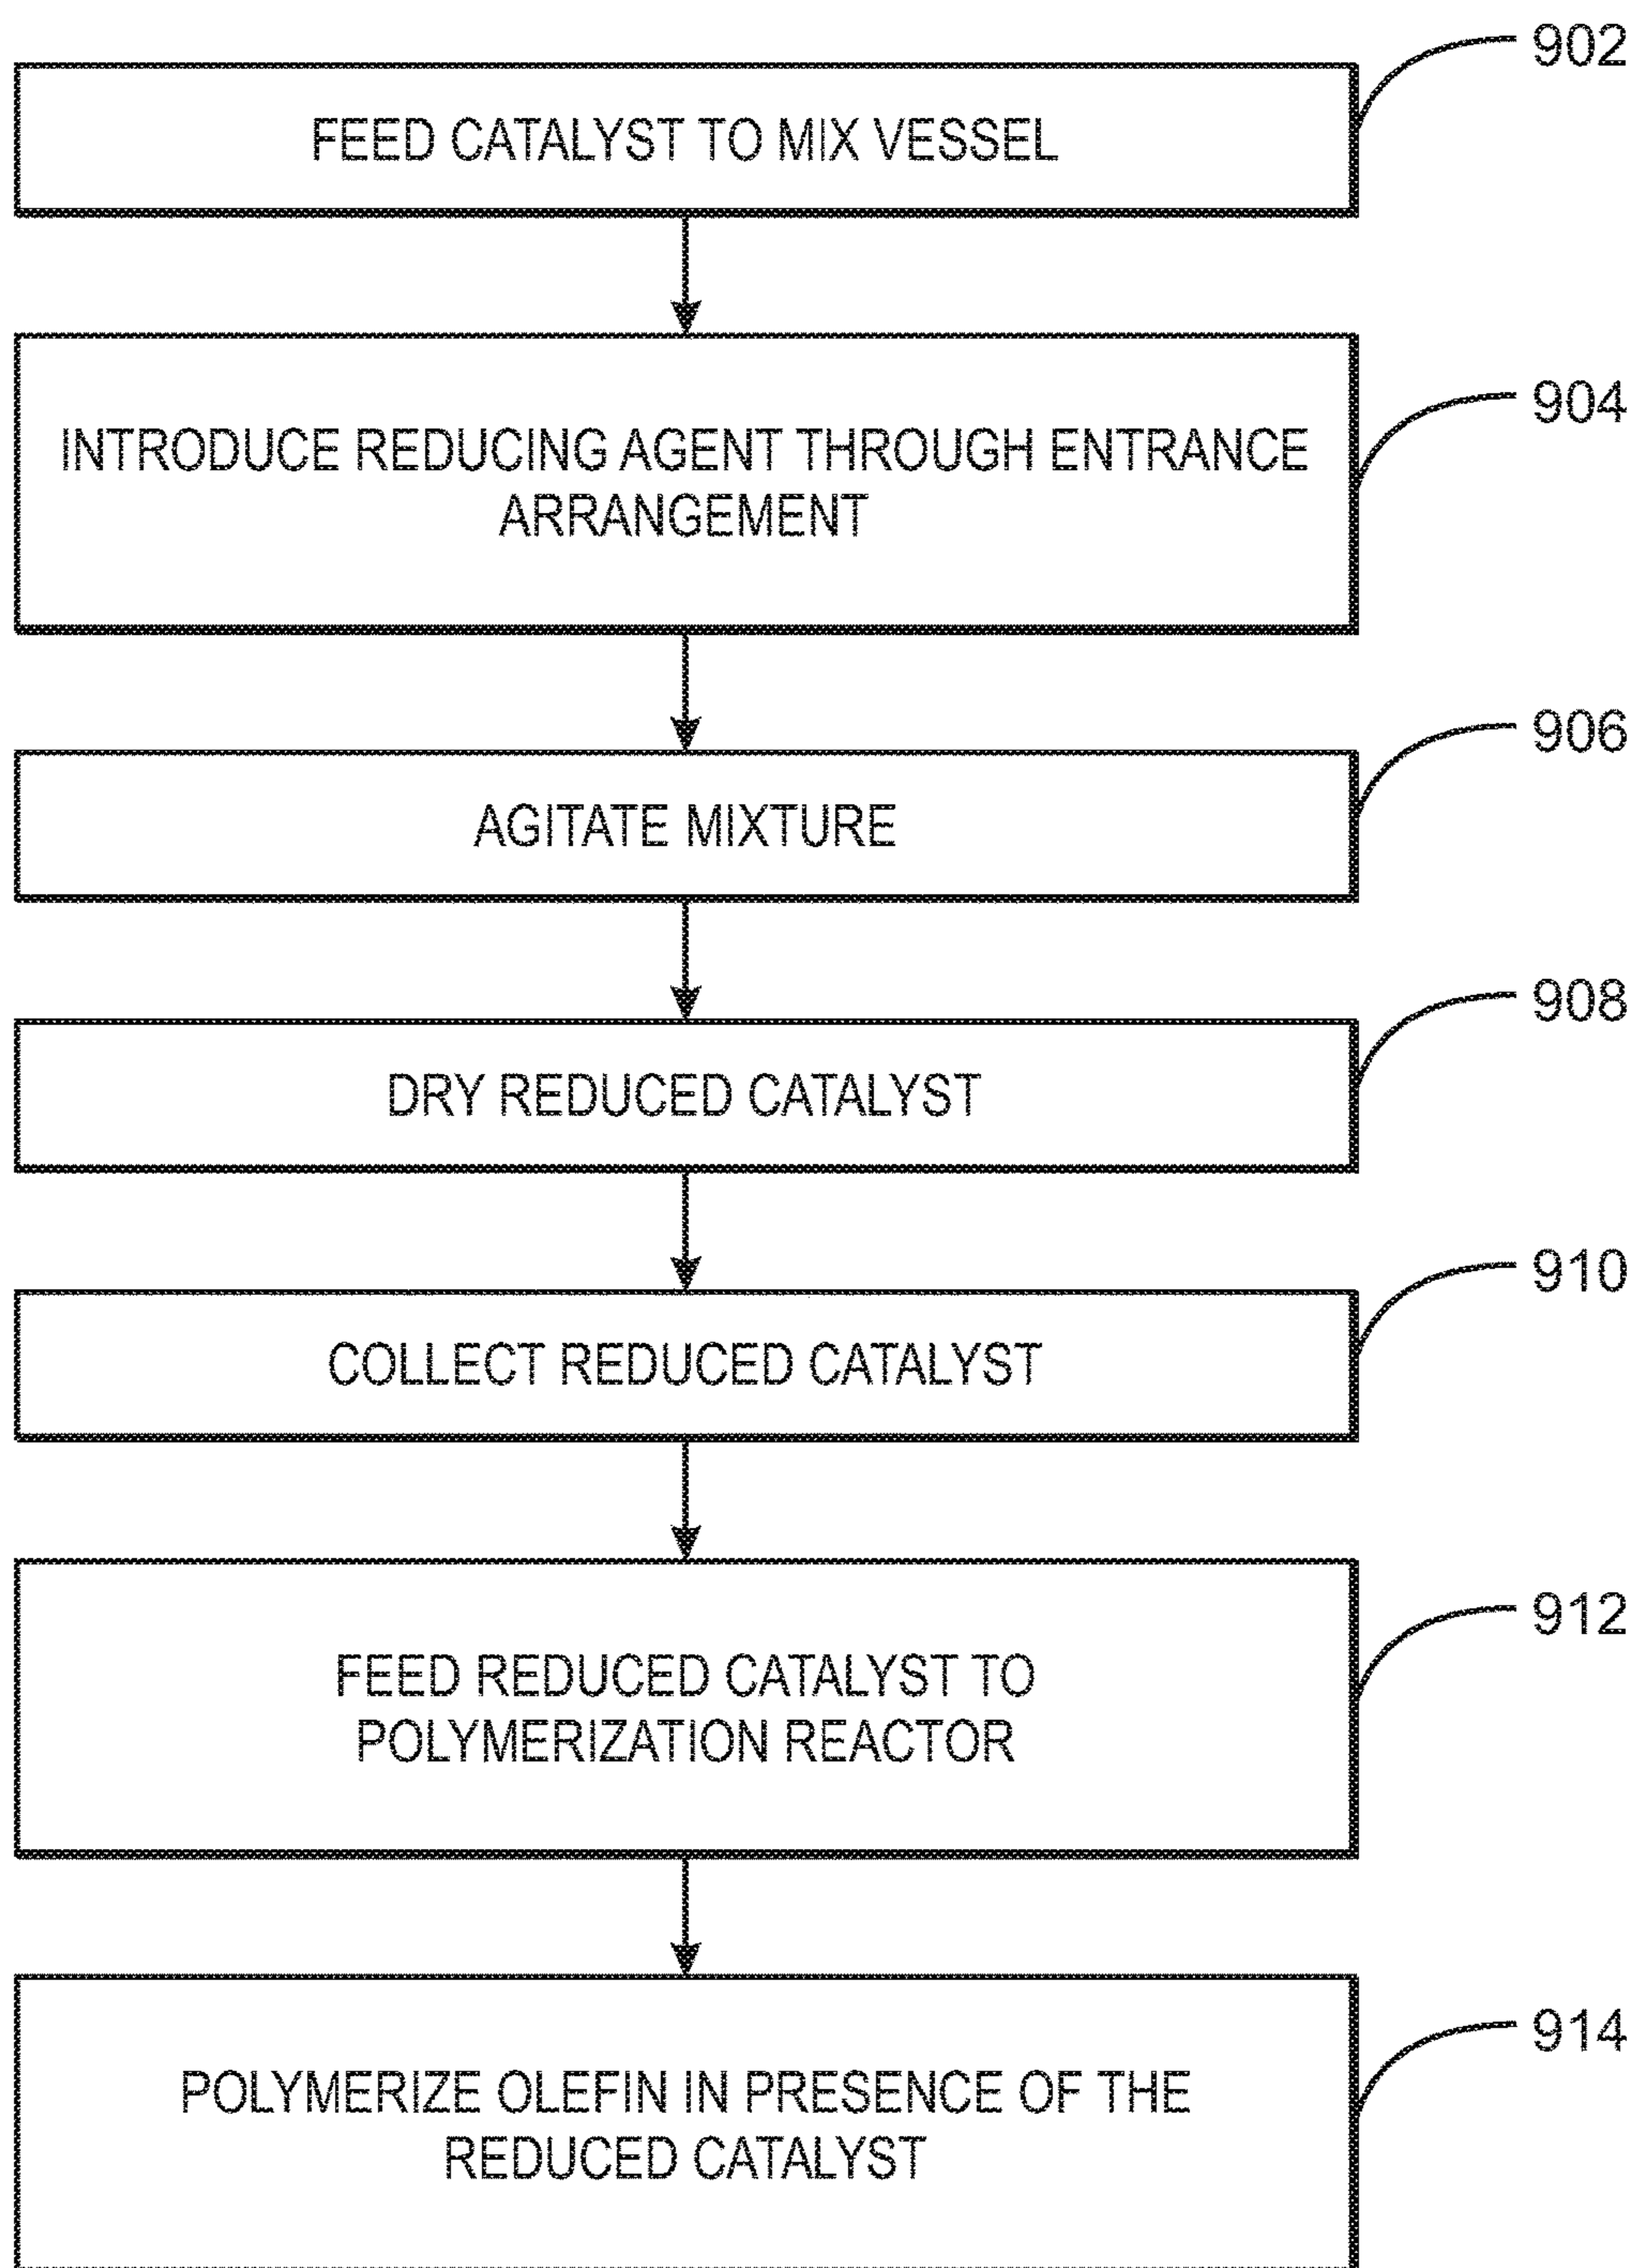 902
FEED CATALYST TO MIX VESSEL
904
INTRODUCE REDUCING AGENT THROUGH ENTRANCE
ARRANGEMENT
906
AGITATE MIXTURE
908
DRY REDUCED CATALYST
910
COLLECT REDUCED CATALYST
912
FEED REDUCED CATALYST TO
POLYMERIZATION REACTOR
914
POLYMERIZE OLEFIN IN PRESENCE OF THE
REDUCED CATALYST